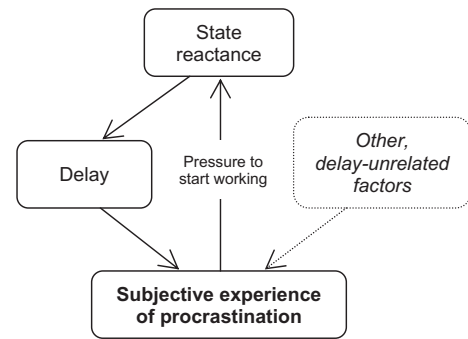 State
reactance
Delay
Pressure to
start working
Other,
delay-unrelated
factors
Subjective experience
of procrastination